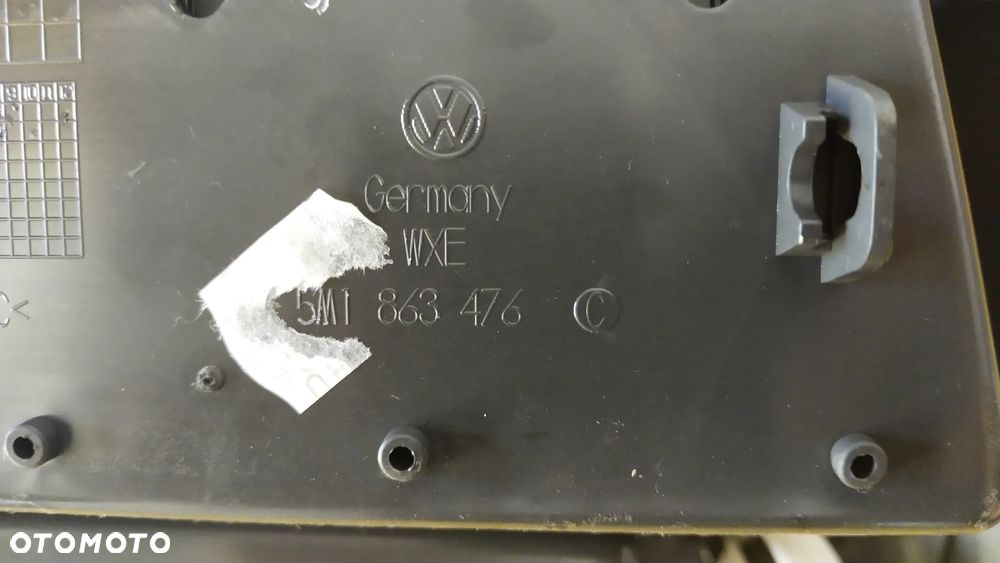 Germany
WXE
5M1 863 476 C
OTOMOTO